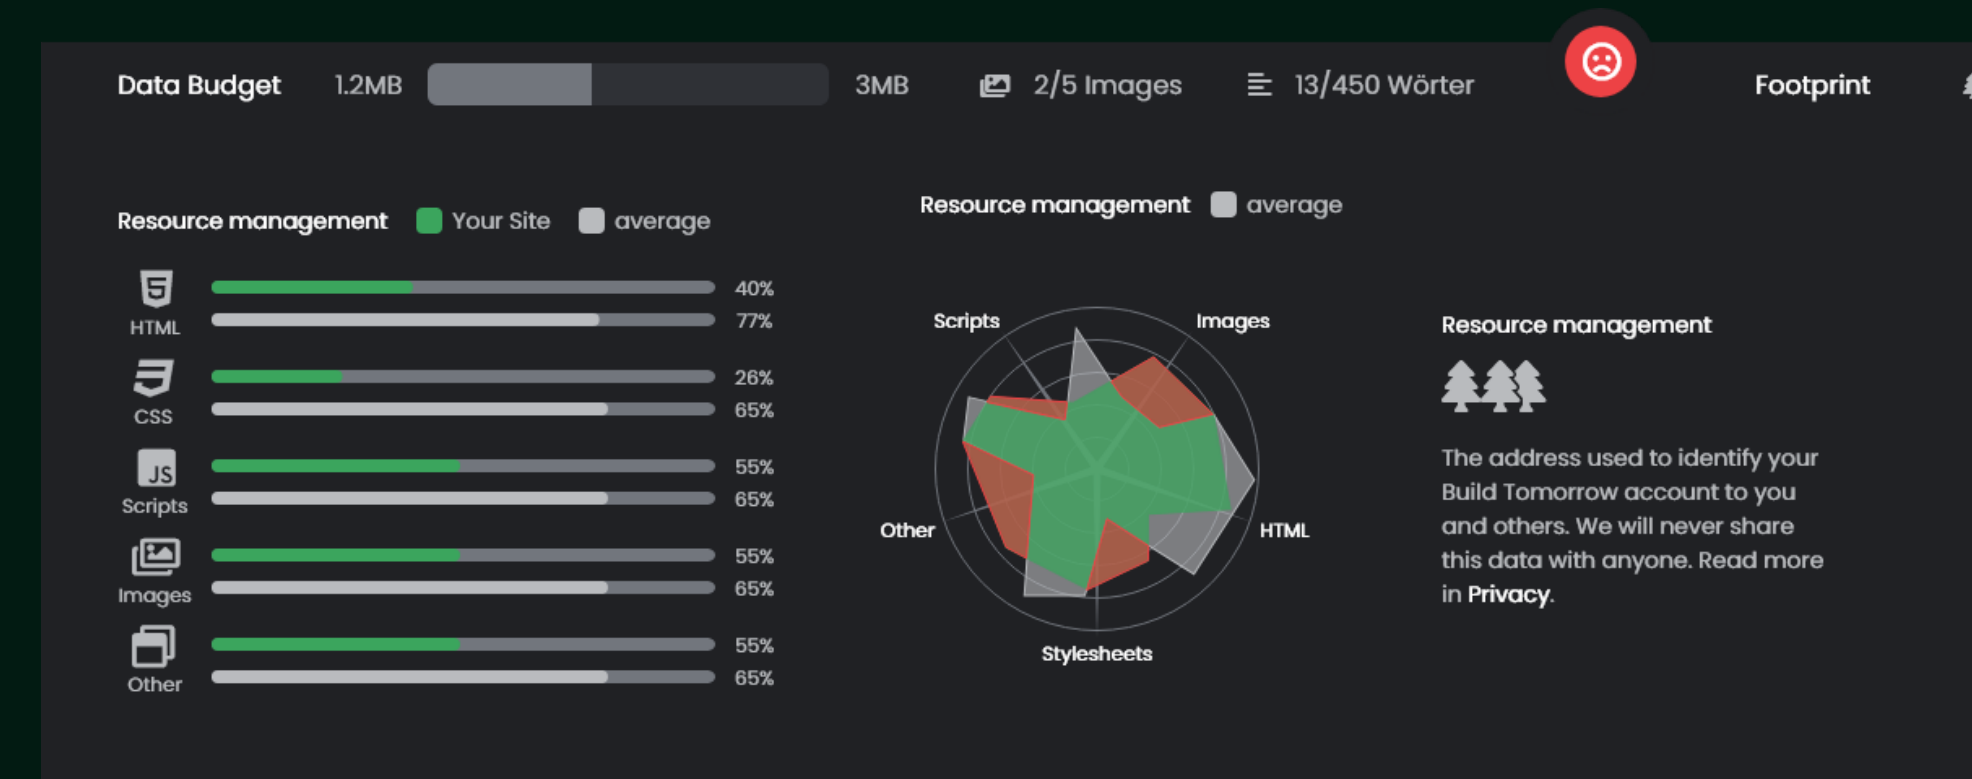 Data Budget 1.2MB 3MB 2/5 Images 13/450 Wörter Footprint
Resource management Your Site average
HTML 40%
77%
CSS 26%
65%
JS
Scripts 55%
65%
Images 55%
65%
Other 55%
65%
Resource management average
Scripts Images
Other HTML
Stylesheets
Resource management
The address used to identify your
Build Tomorrow account to you
and others. We will never share
this data with anyone. Read more
in Privacy.